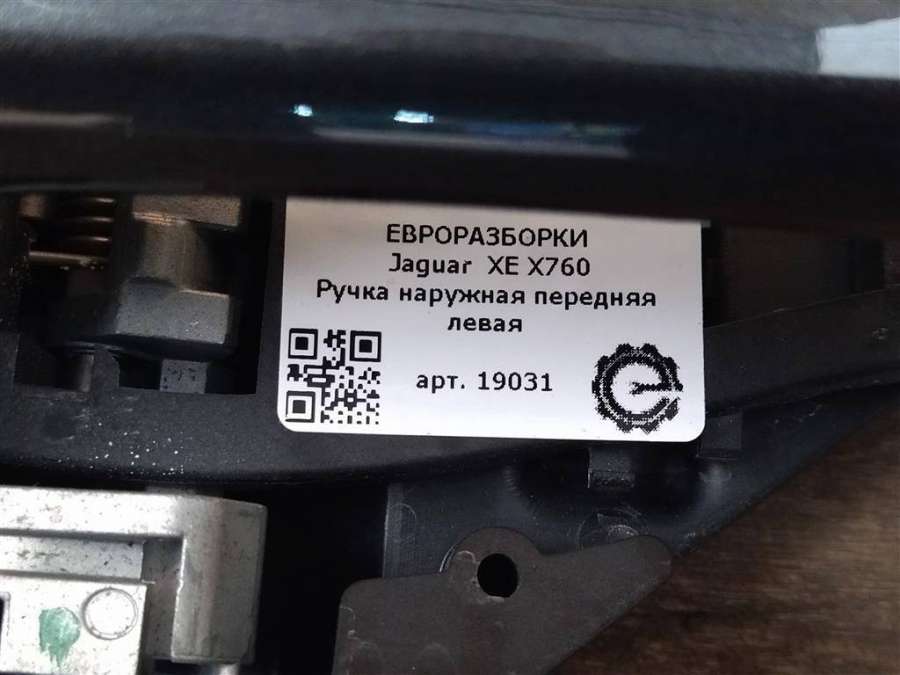 ЕВРОРАЗБОРКИ
Jaguar XE X760
Ручка наружная передняя
левая
арт. 19031